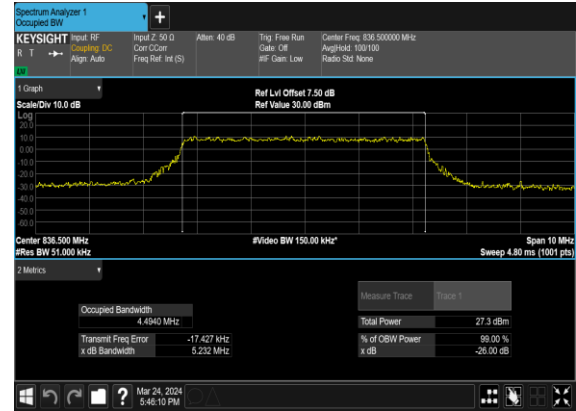 Spectrum Analyzer 1
Occupied BW
KEYSIGHT Input: RF Input Z: 50 Ω Atten: 40 dB Trig: Free Run Center Freq: 836.500000 MHz
R T Coupling: DC Corr CCorr Gate: Off Avg|Hold: 100/100
Align: Auto Freq Ref: Int (S) #IF Gain: Low Radio Std: None
LV
1 Graph
Ref Lvl Offset 7.50 dB
Scale/Div 10.0 dB Ref Value 30.00 dBm
Log
20.0
10.0
0.00
-10.0
-20.0
-30.0
-40.0
-50.0
-60.0
Center 836.500 MHz #Video BW 150.00 kHz* Span 10 MHz
#Res BW 51.000 kHz Sweep 4.80 ms (1001 pts)
2 Metrics
Measure Trace Trace 1
Occupied Bandwidth
4.4940 MHz Total Power 27.3 dBm
Transmit Freq Error -17.427 kHz % of OBW Power 99.00 %
x dB Bandwidth 5.232 MHz x dB -26.00 dB
Mar 24, 2024
5:46:10 PM